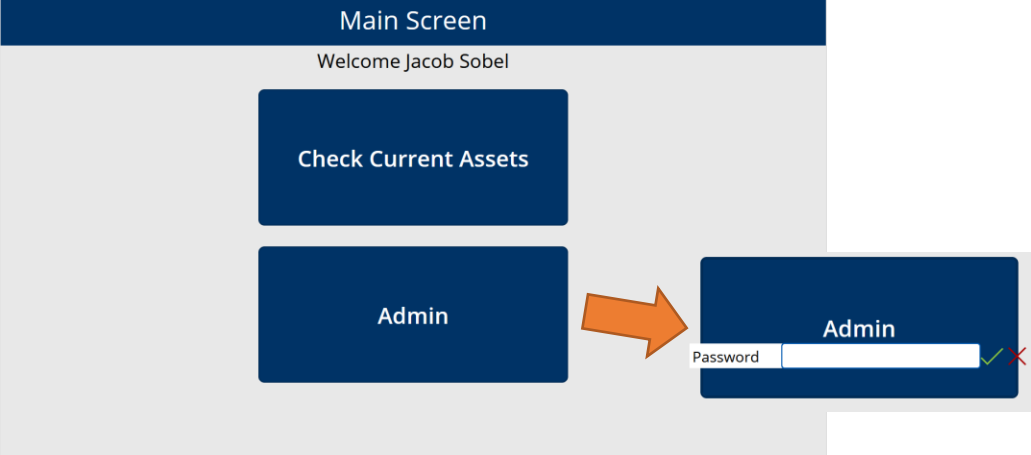 Main Screen
Welcome Jacob Sobel
Check Current Assets
Admin
Admin
Password